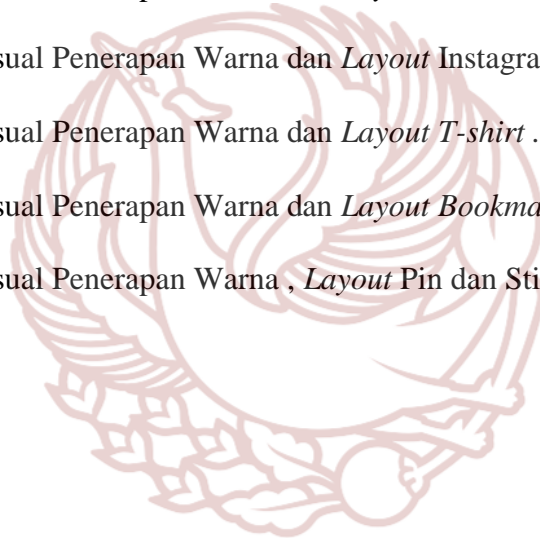 sual Penerapan Warna dan Layout Instagra
sual Penerapan Warna dan Layout T-shirt .
sual Penerapan Warna dan Layout Bookma
sual Penerapan Warna , Layout Pin dan Sti